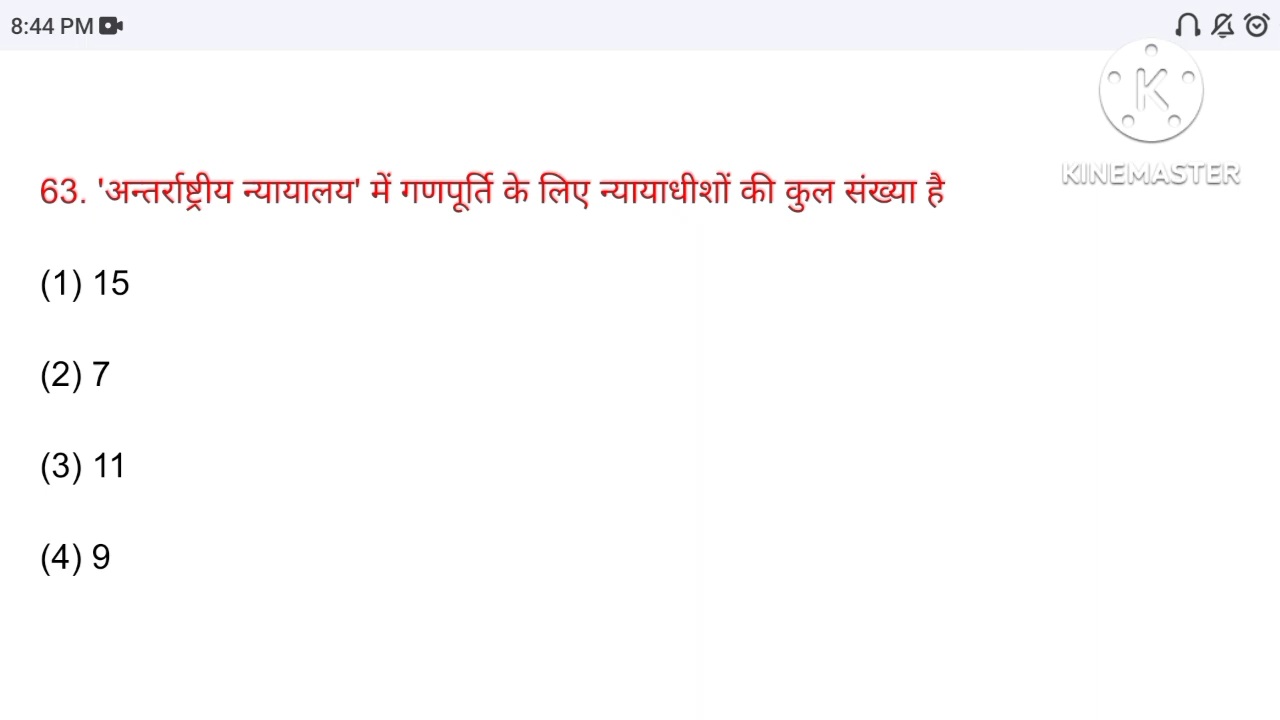 8:44 PM
K
KINEMASTER
63. 'अन्तर्राष्ट्रीय न्यायालय' में गणपूर्ति के लिए न्यायाधीशों की कुल संख्या है
(1) 15
(2) 7
(3) 11
(4) 9